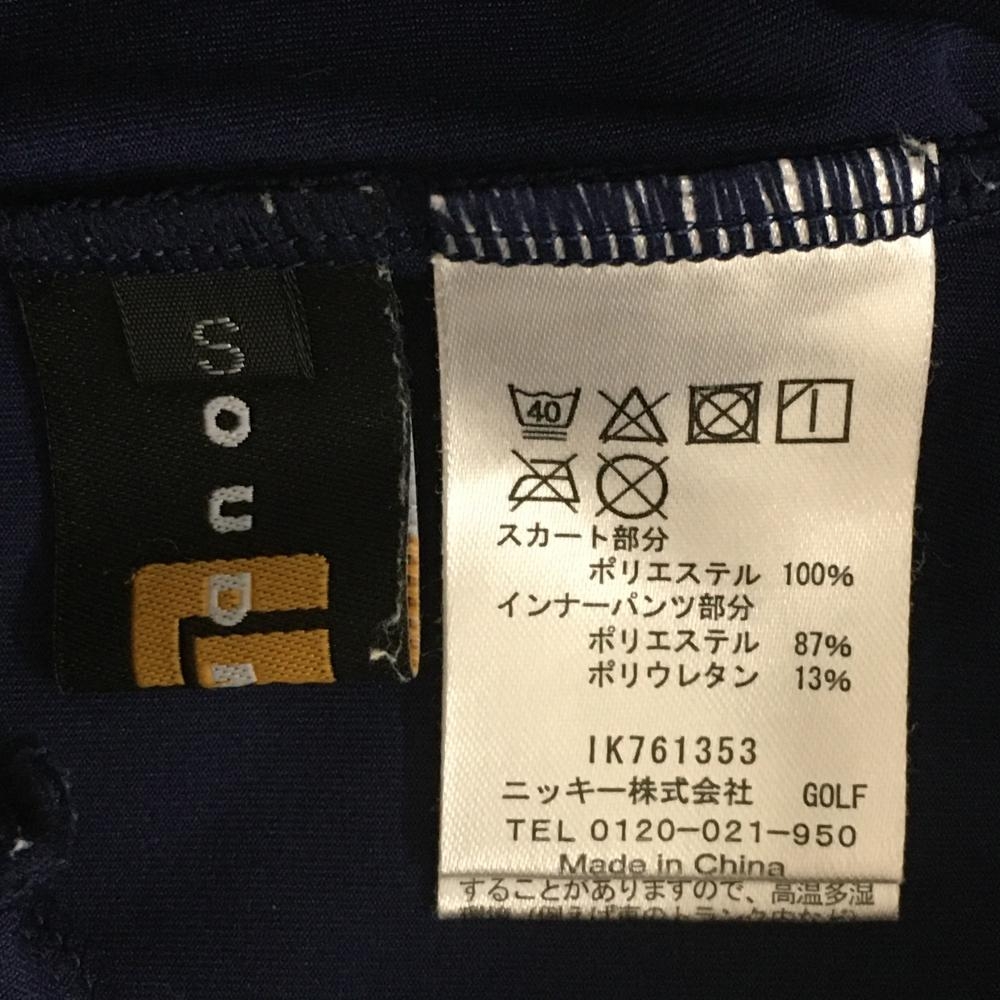 S
O
U
D
I
40
スカート部分
ポリエステル 100%
インナーパンツ部分
ポリエステル 87%
ポリウレタン 13%
IK761353
ニッキー株式会社 GOLF
TEL 0120-021-950
Made in China
することがありますので、高温多湿